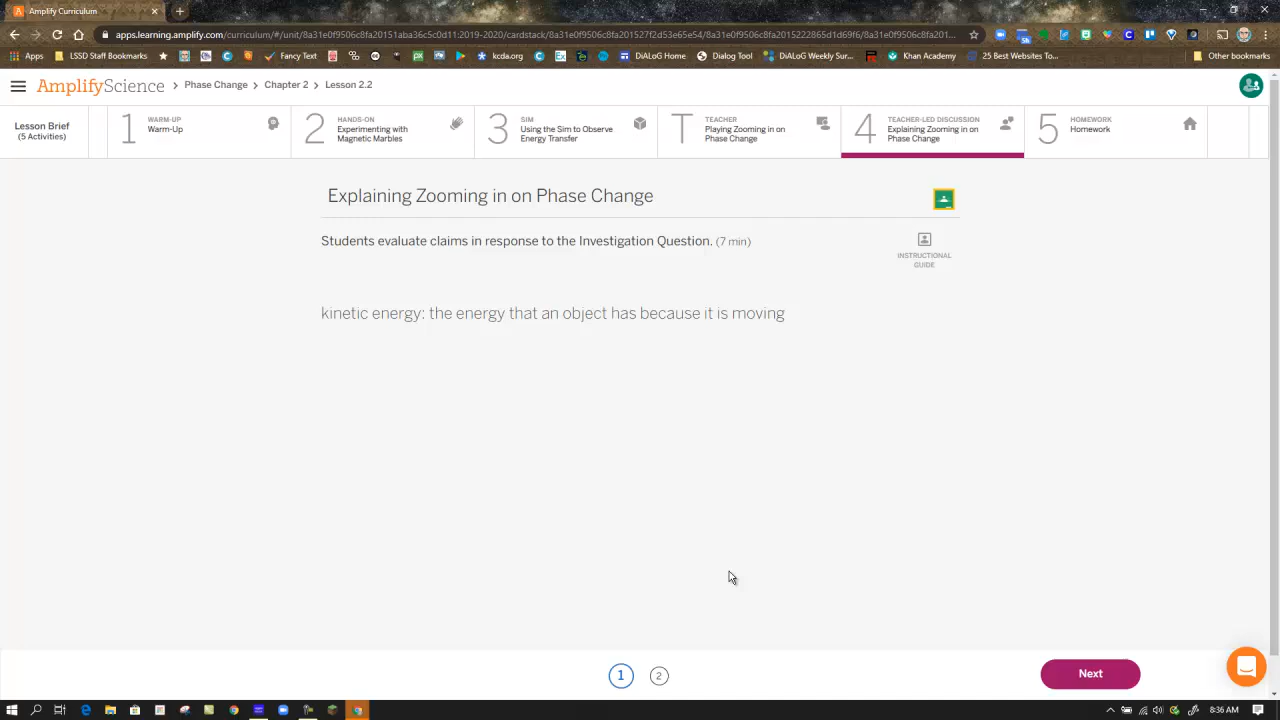 Amplify Curriculum
apps.learning.amplify.com/curriculum/#/unit/8a31e0f9506c8fa20151aba36c5c0d11:2019-2020/cardstack/8a31e0f9506c8fa201527f2d53e65e54/8a31e0f9506c8fa2015222865d1d69f6/8a31e0f9506c8fa201...
Apps LSSD Staff Bookmarks Fancy Text kcda.org DiALoG Home Dialog Tool DiALoG Weekly Sur... Khan Academy 25 Best Websites To... Other bookmarks
AmplifyScience > Phase Change > Chapter 2 > Lesson 2.2
Lesson Brief
(5 Activities)
1
WARM-UP
Warm-Up
2
HANDS-ON
Experimenting with
Magnetic Marbles
3
SIM
Using the Sim to Observe
Energy Transfer
T
TEACHER
Playing Zooming in on
Phase Change
4
TEACHER-LED DISCUSSION
Explaining Zooming in on
Phase Change
5
HOMEWORK
Homework
Explaining Zooming in on Phase Change
Students evaluate claims in response to the Investigation Question. (7 min)
INSTRUCTIONAL
GUIDE
kinetic energy: the energy that an object has because it is moving
1 2
Next
8:36 AM